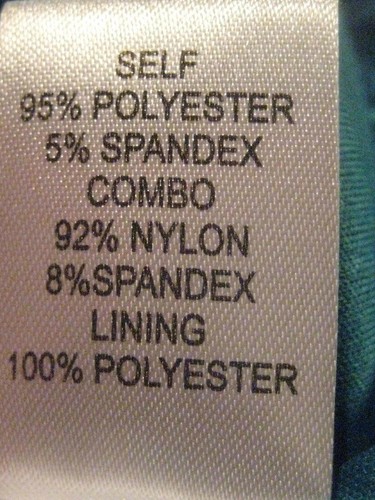 SELF
95% POLYESTER
5% SPANDEX
COMBO
92% NYLON
8%SPANDEX
LINING
100% POLYESTER